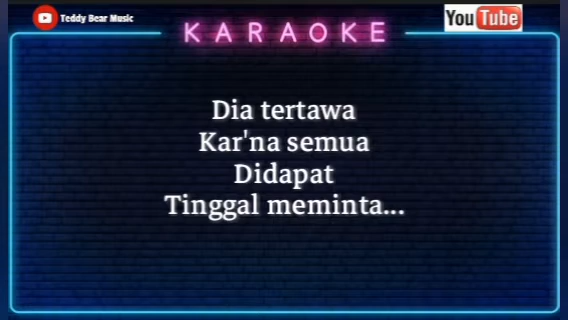 Teddy Bear Music
YouTube
KARAOKE
Dia tertawa
Kar'na semua
Didapat
Tinggal meminta...